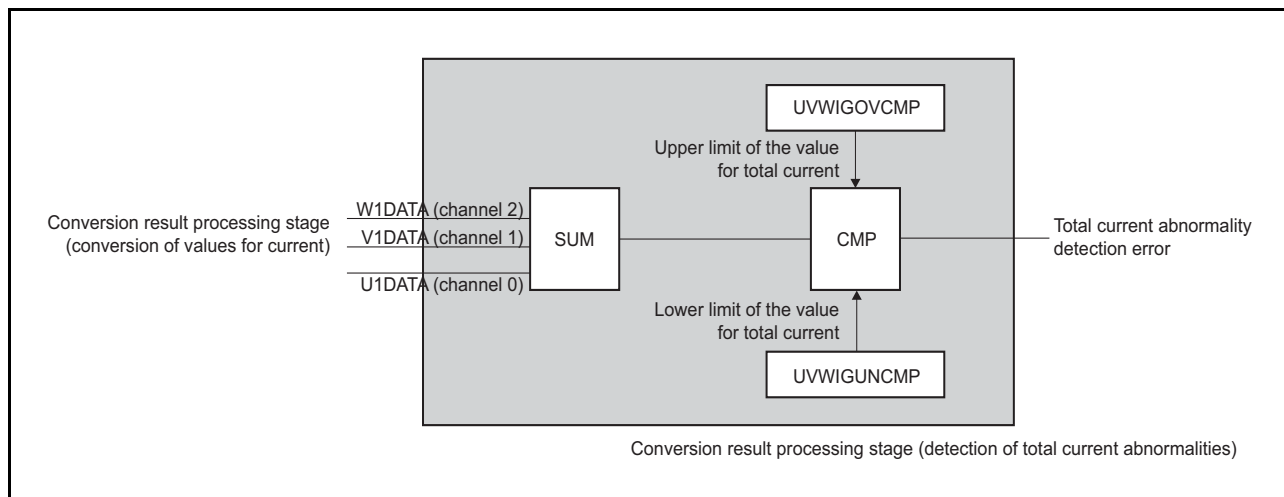 UVWIGOVCMP
Upper limit of the value
for total current
Conversion result processing stage
(conversion of values for current)
W1DATA (channel 2)
V1DATA (channel 1)
U1DATA (channel 0)
SUM
CMP
Total current abnormality
detection error
Lower limit of the value
for total current
UVWIGUNCMP
Conversion result processing stage (detection of total current abnormalities)